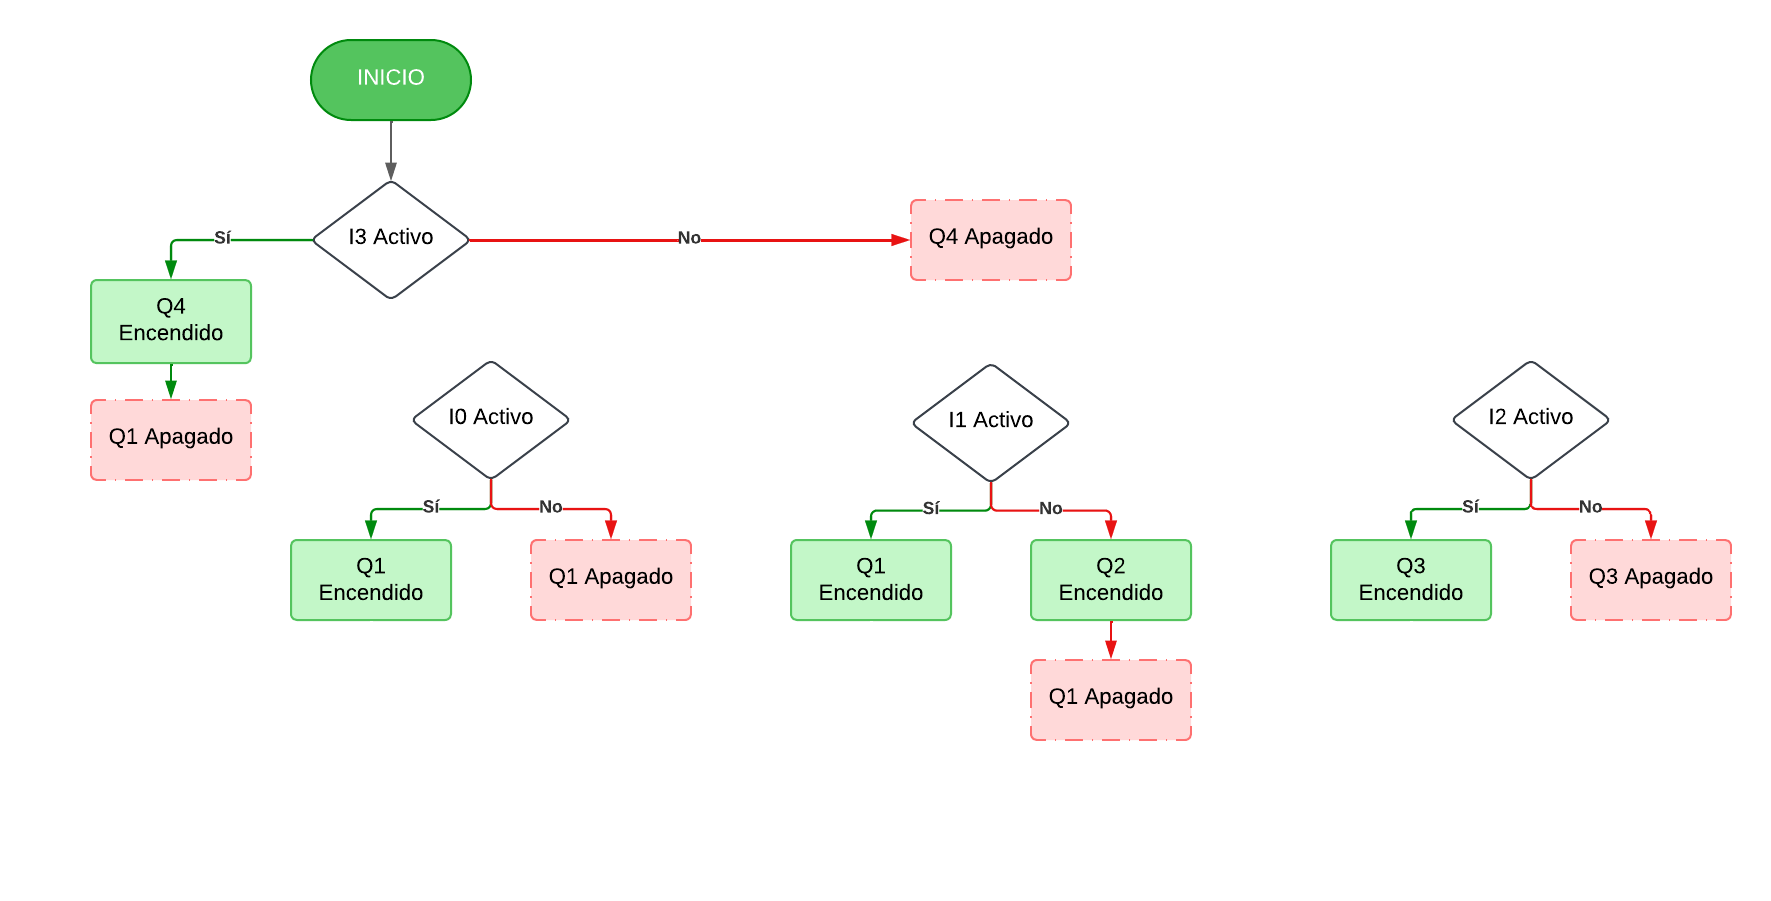 INICIO
I3 Activo
Sí
No
Q4 Apagado
Q4
Encendido
Q1 Apagado
I0 Activo
Sí
No
Q1
Encendido
Q1 Apagado
I1 Activo
Sí
No
Q1
Encendido
Q2
Encendido
Q1 Apagado
I2 Activo
Sí
No
Q3
Encendido
Q3 Apagado